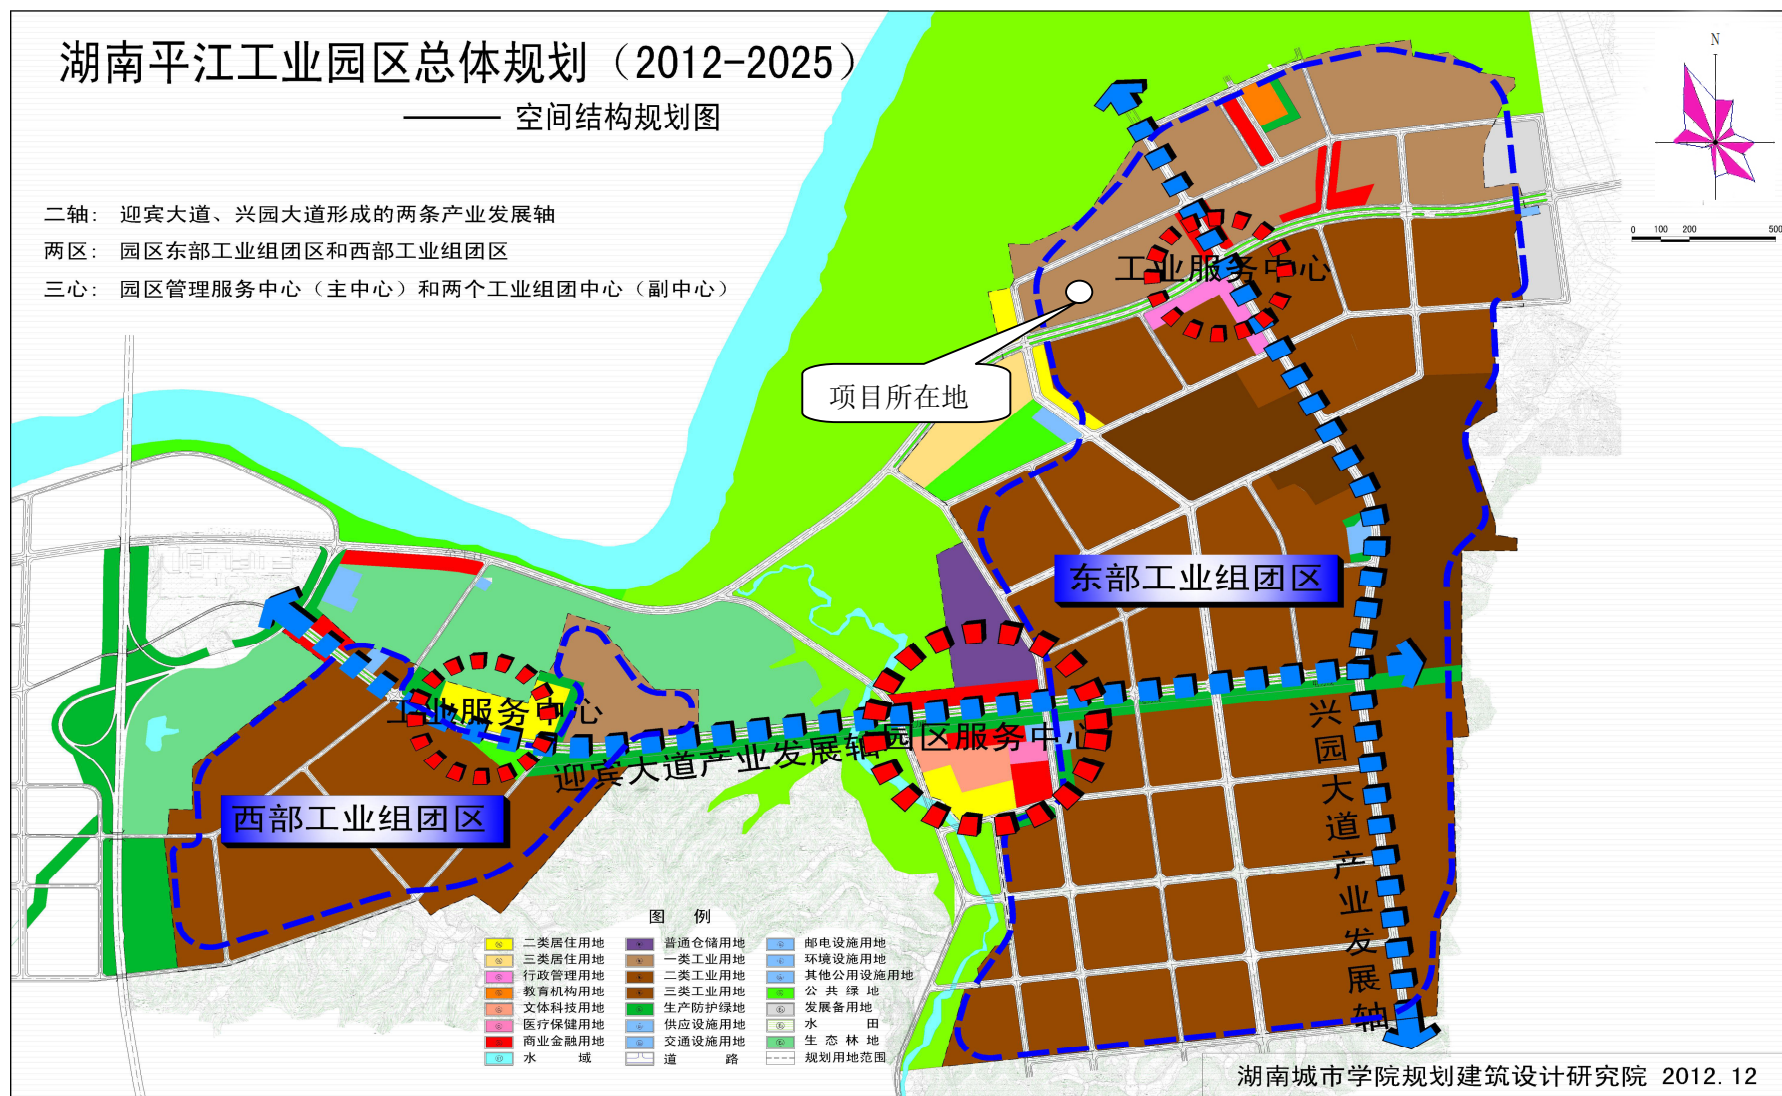 湖南平江工业园区总体规划（2012-2025）
——— 空间结构规划图
二轴： 迎宾大道、兴园大道形成的两条产业发展轴
两区： 园区东部工业组团区和西部工业组团区
三心： 园区管理服务中心（主中心）和两个工业组团中心（副中心）
N
0 100 200 500
工业服务中心
项目所在地
东部工业组团区
工业服务中心
园区服务中心
迎宾大道产业发展轴
兴园大道产业发展轴
西部工业组团区
图 例
二类居住用地 普通仓储用地 邮电设施用地
三类居住用地 一类工业用地 环境设施用地
行政管理用地 二类工业用地 其他公用设施用地
教育机构用地 三类工业用地 公共绿地
文体科技用地 生产防护绿地 发展备用地
医疗保健用地 供应设施用地 水 田
商业金融用地 交通设施用地 生态林地
水 域 道 路 规划用地范围
湖南城市学院规划建筑设计研究院 2012.12